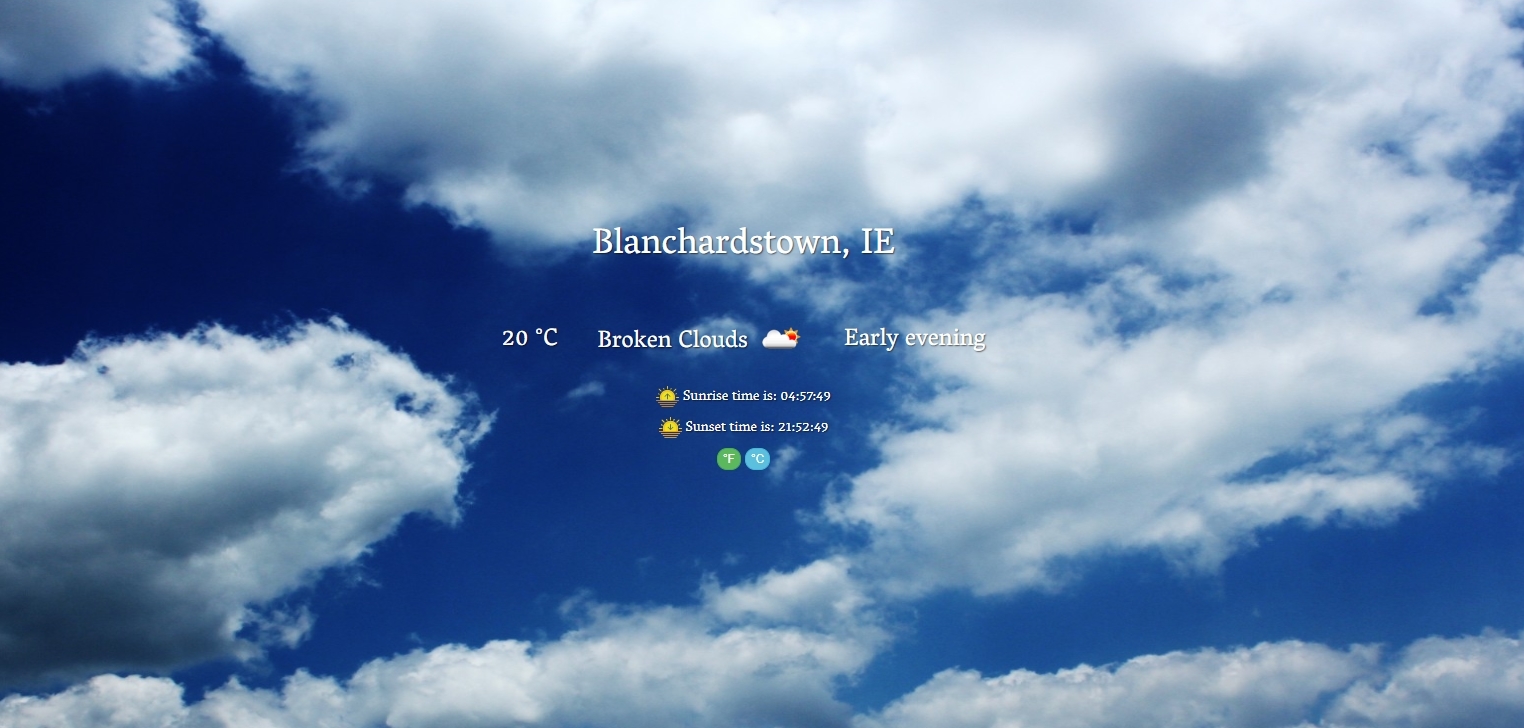 Blanchardstown, IE
20 °C Broken Clouds Early evening
Sunrise time is: 04:57:49
Sunset time is: 21:52:49
°F °C